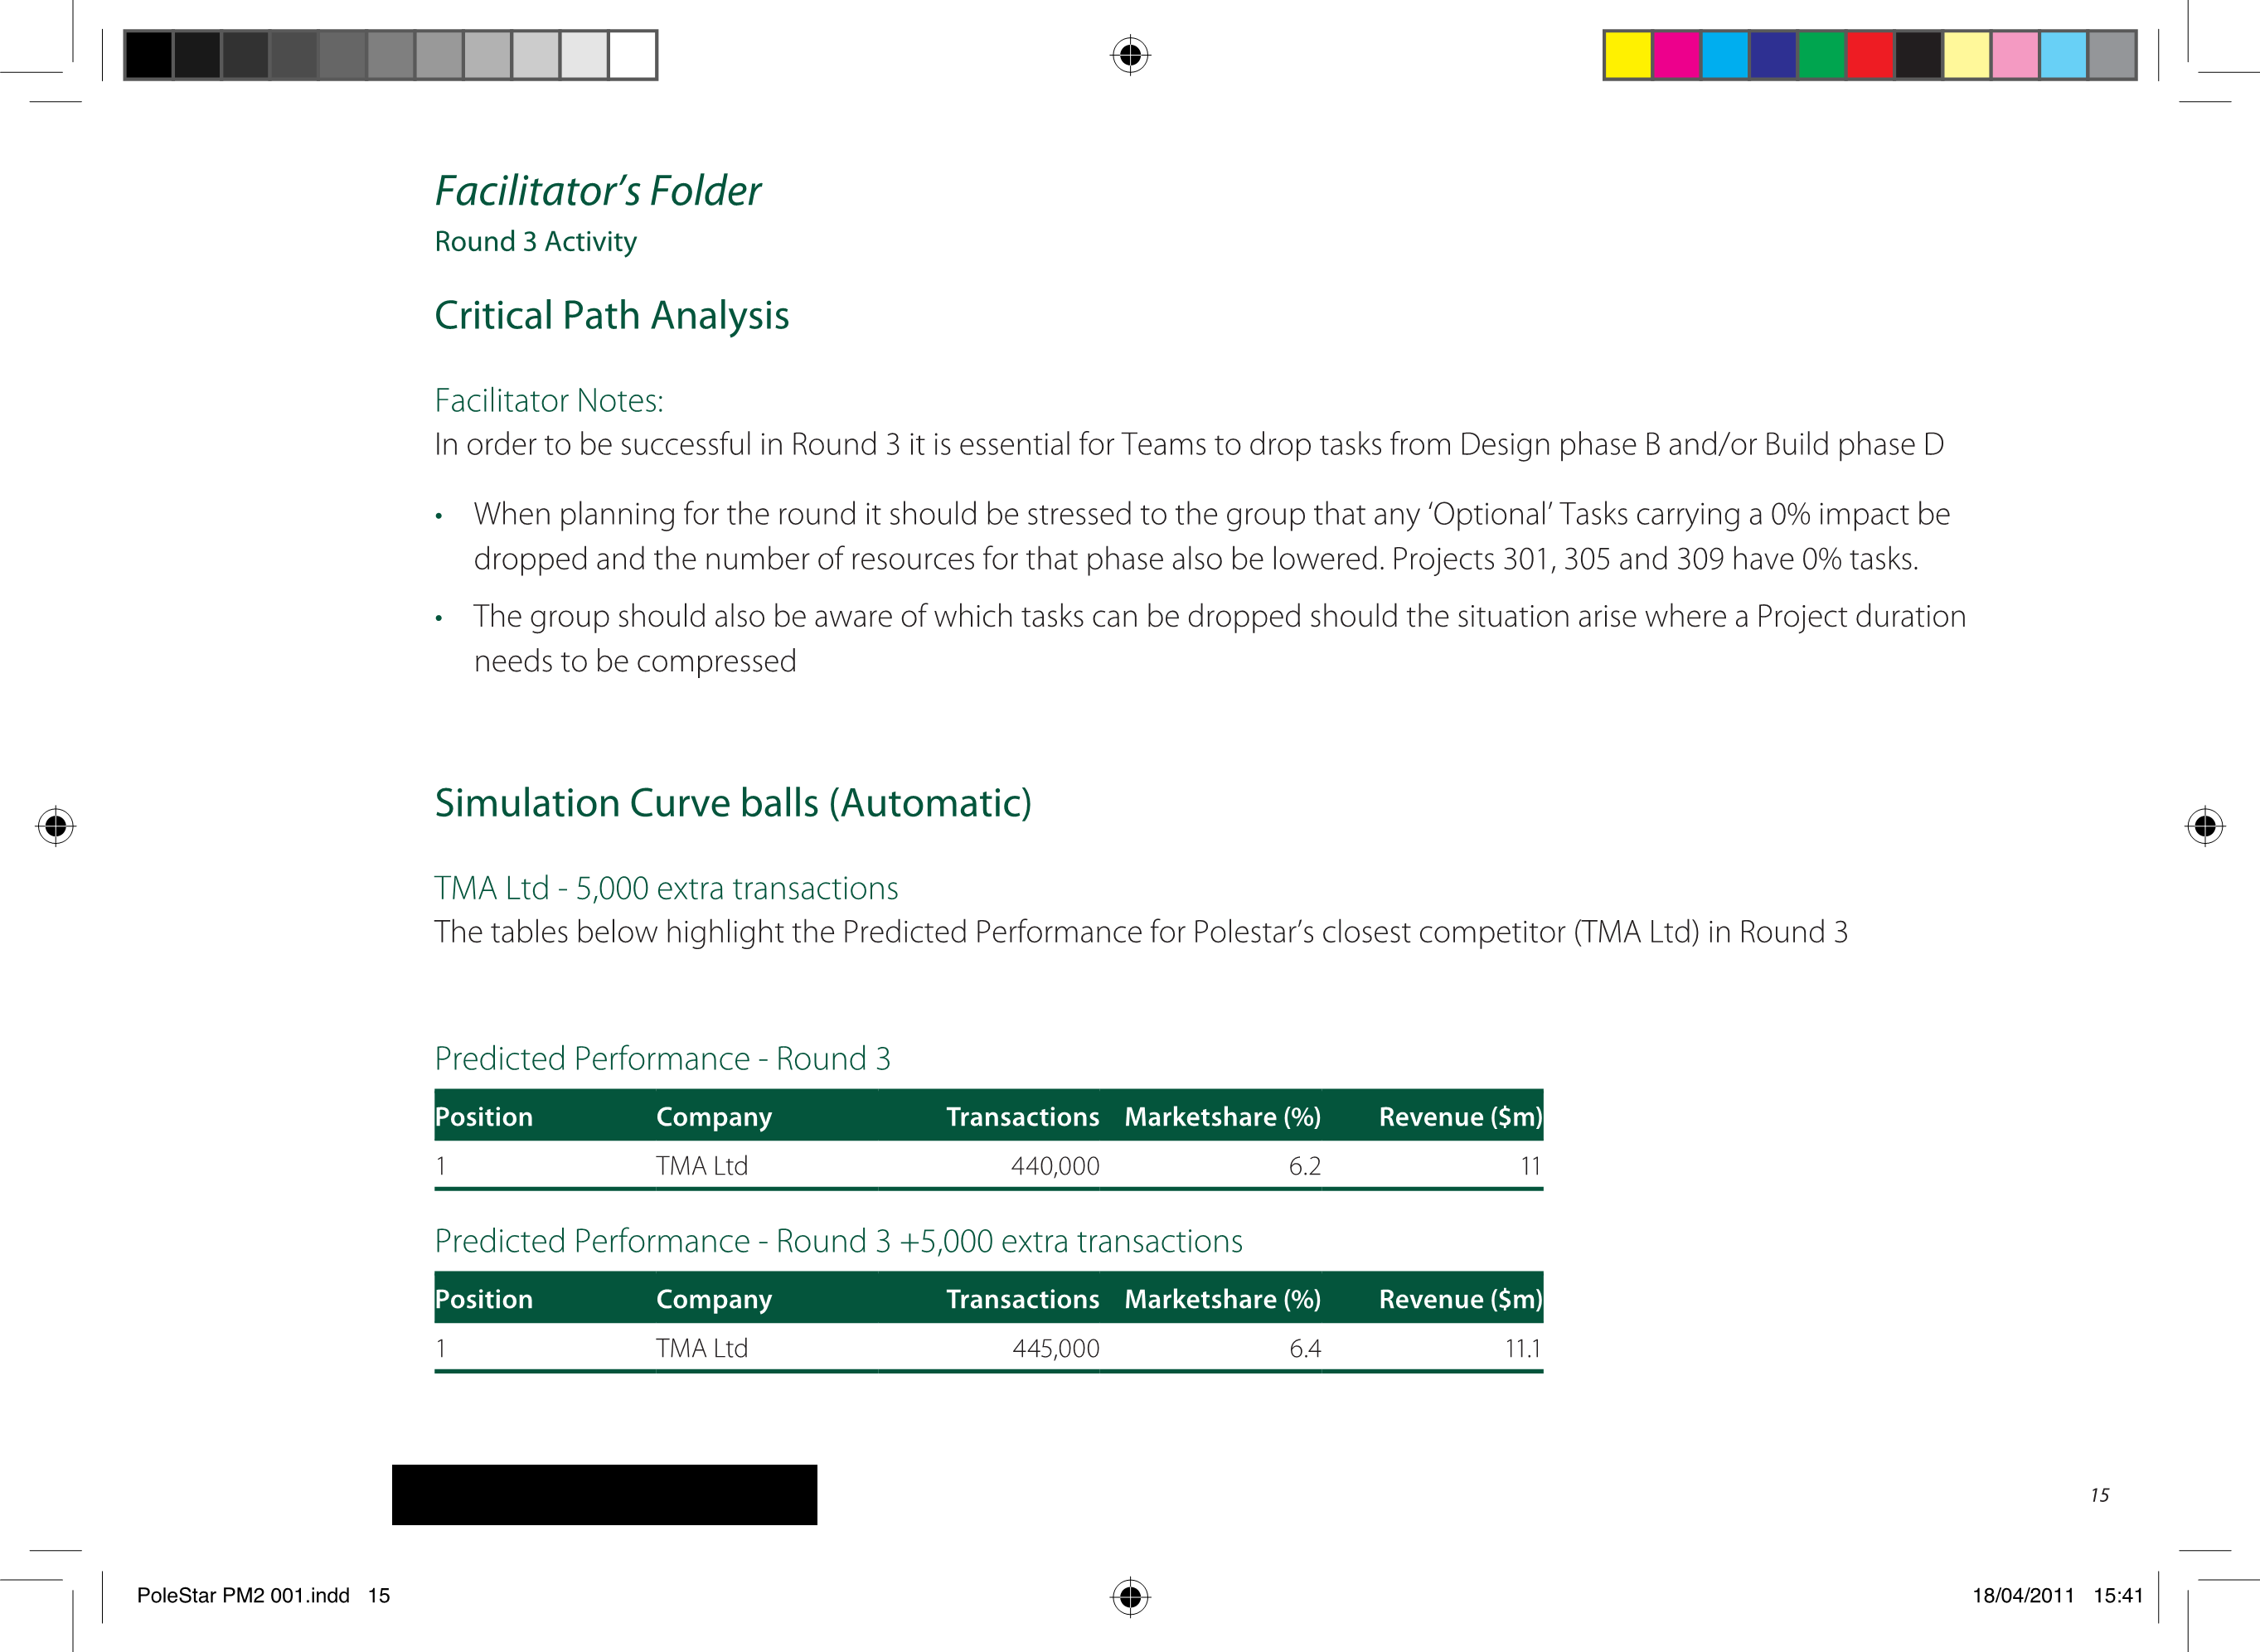 Facilitator’s Folder
Round 3 Activity
Critical Path Analysis
Facilitator Notes:
In order to be successful in Round 3 it is essential for Teams to drop tasks from Design phase B and/or Build phase D
• When planning for the round it should be stressed to the group that any ‘Optional’ Tasks carrying a 0% impact be
dropped and the number of resources for that phase also be lowered. Projects 301, 305 and 309 have 0% tasks.
• The group should also be aware of which tasks can be dropped should the situation arise where a Project duration
needs to be compressed
Simulation Curve balls (Automatic)
TMA Ltd - 5,000 extra transactions
The tables below highlight the Predicted Performance for Polestar’s closest competitor (TMA Ltd) in Round 3
Predicted Performance - Round 3
Position Company Transactions Marketshare (%) Revenue ($m)
1 TMA Ltd 440,000 6.2 11
Predicted Performance - Round 3 +5,000 extra transactions
Position Company Transactions Marketshare (%) Revenue ($m)
1 TMA Ltd 445,000 6.4 11.1
15
PoleStar PM2 001.indd 15 18/04/2011 15:41